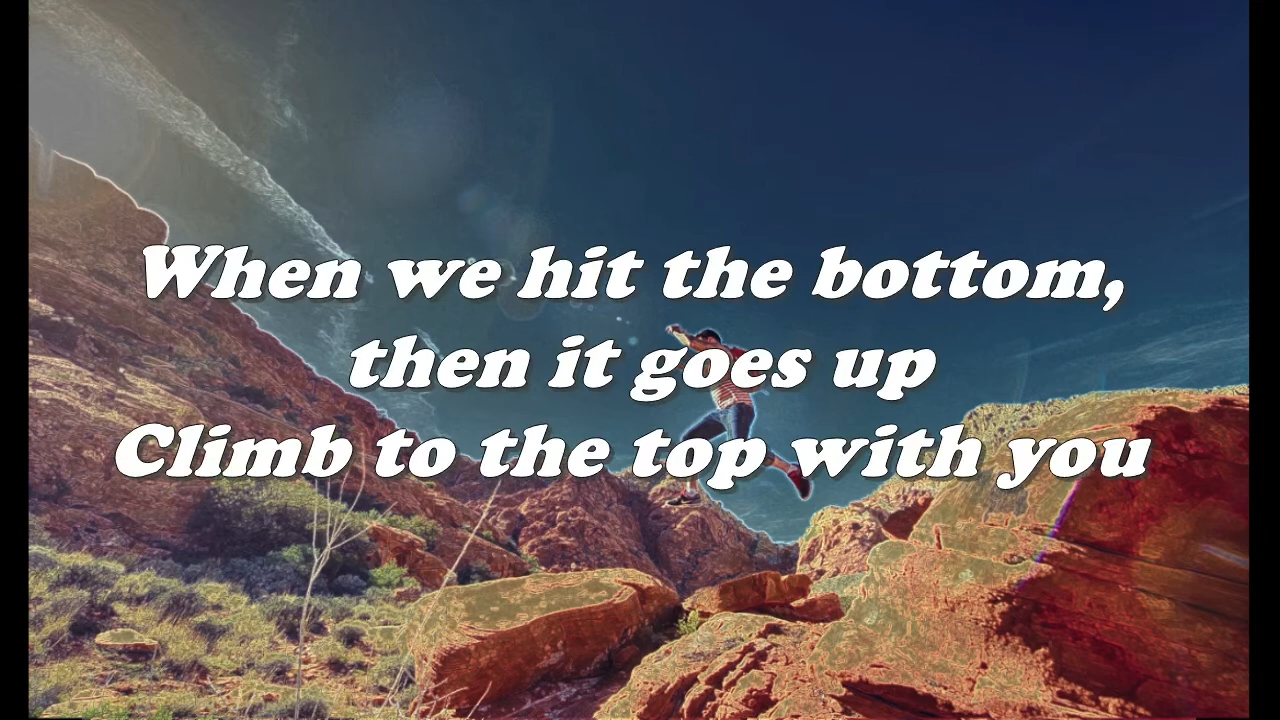 When we hit the bottom,
then it goes up
Climb to the top with you